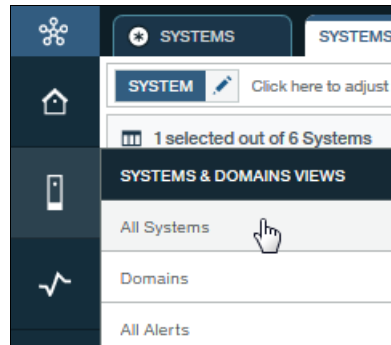 SYSTEMS
SYSTEMS
SYSTEM Click here to adjust
1 selected out of 6 Systems
SYSTEMS & DOMAINS VIEWS
All Systems
Domains
All Alerts